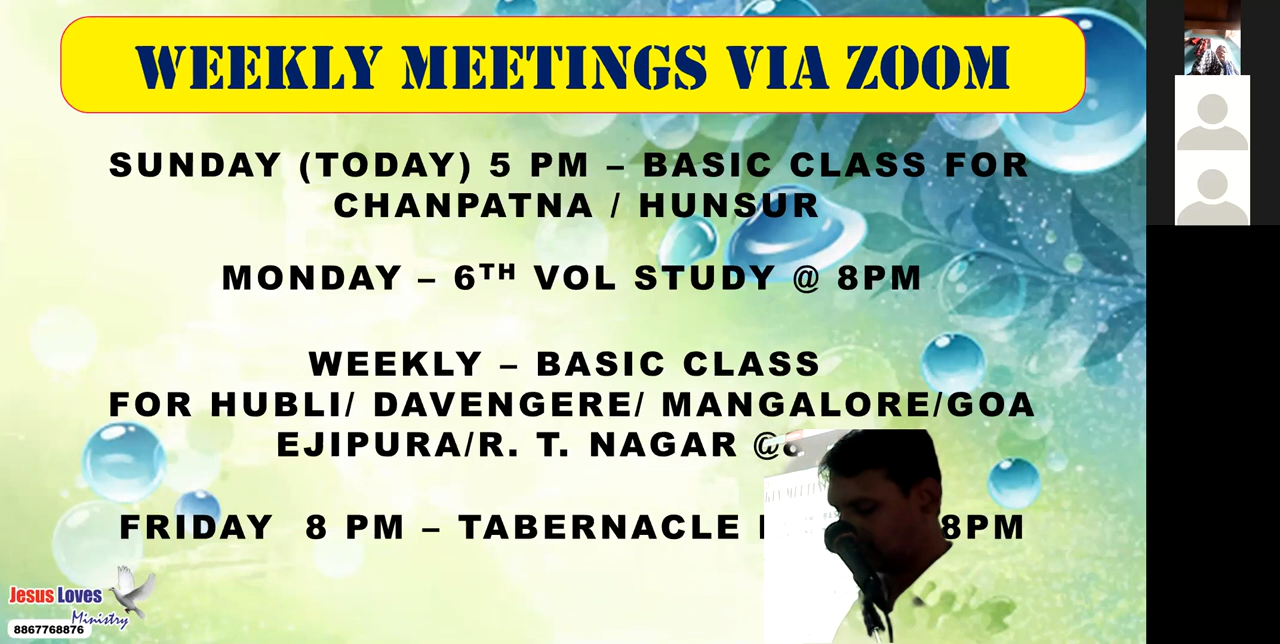 WEEKLY MEETINGS VIA ZOOM
SUNDAY (TODAY) 5 PM – BASIC CLASS FOR
CHANPATNA / HUNSUR
MONDAY – 6TH VOL STUDY @ 8PM
WEEKLY – BASIC CLASS
FOR HUBLI/ DAVENGERE/ MANGALORE/GOA
EJIPURA/R. T. NAGAR
FRIDAY 8 PM – TABERNACLE 8PM
Jesus Loves
Ministry
8867768876